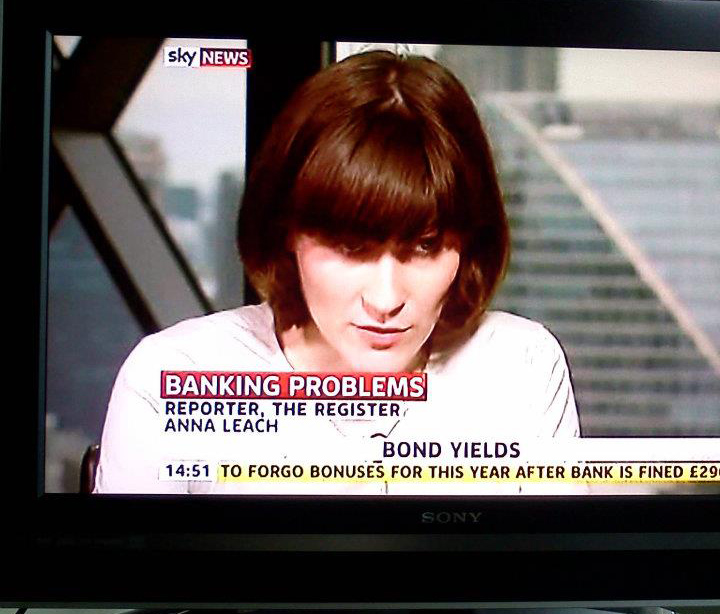 sky NEWS
BANKING PROBLEMS
REPORTER, THE REGISTER
ANNA LEACH
BOND YIELDS
14:51 TO FORGO BONUSES FOR THIS YEAR AFTER BANK IS FINED £290
SONY